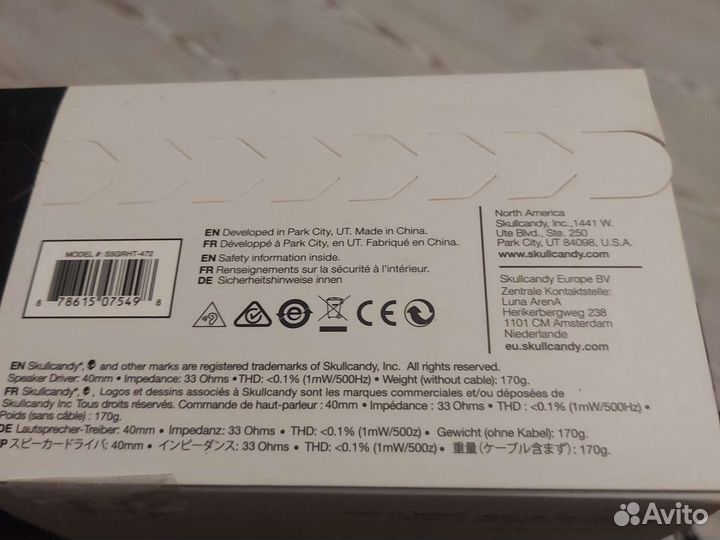 North America
Skullcandy, Inc.,1441 W.
Ute Blvd., Ste. 250
Park City, UT 84098, U.S.A.
www.skullcandy.com
EN Developed in Park City, UT. Made in China.
FR Développé à Park City, en UT. Fabriqué en China.
EN Safety information inside.
FR Renseignements sur la sécurité à l'intérieur.
DE Sicherheitshinweise innen
MODEL #: S5GRHT-472
8 78615 07549 8
Skullcandy Europe BV
Zentrale Kontaktstelle:
Luna ArenA
Herikerbergweg 238
1101 CM Amsterdam
Niederlande
eu.skullcandy.com
CE
EN Skullcandy®, and other marks are registered trademarks of Skullcandy, Inc. All rights reserved.
Speaker Driver: 40mm • Impedance: 33 Ohms •THD: <0.1% (1mW/500Hz) • Weight (without cable): 170g.
FR Skullcandy®, , Logos et dessins associés à Skullcandy sont les marques commerciales et/ou déposées de
Skullcandy Inc Tous droits réservés. Commande de haut-parleur : 40mm • Impédance : 33 Ohms • THD : <0.1% (1mW/500Hz) •
Poids (sans câble) : 170g.
DE Lautsprecher-Treiber: 40mm • Impedanz: 33 Ohms • THD: <0.1% (1mW/500z) • Gewicht (ohne Kabel): 170g.
P スピーカードライバ: 40mm • インピーダンス: 33 Ohms • THD: <0.1% (1mW/500z) • 重量(ケーブル含まず): 170g.
Avito